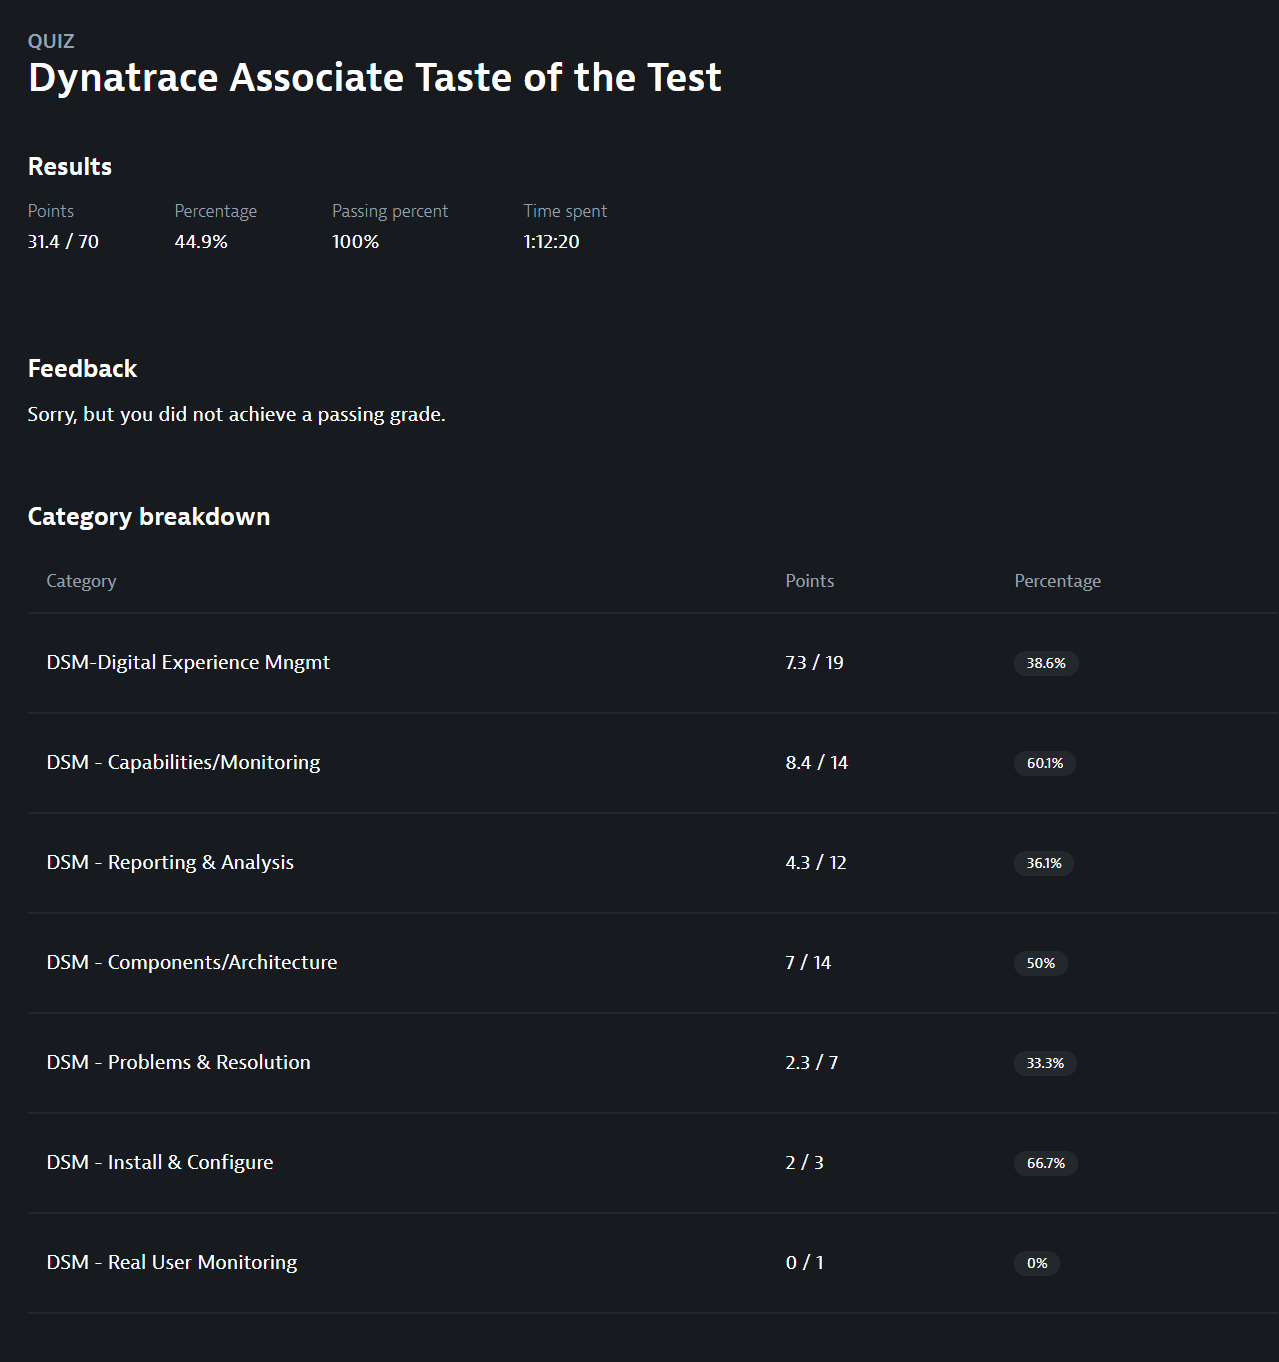 QUIZ
Dynatrace Associate Taste of the Test
Results
Points Percentage Passing percent Time spent
31.4 / 70 44.9% 100% 1:12:20
Feedback
Sorry, but you did not achieve a passing grade.
Category breakdown
Category Points Percentage
DSM-Digital Experience Mngmt 7.3 / 19 38.6%
DSM - Capabilities/Monitoring 8.4 / 14 60.1%
DSM - Reporting & Analysis 4.3 / 12 36.1%
DSM - Components/Architecture 7 / 14 50%
DSM - Problems & Resolution 2.3 / 7 33.3%
DSM - Install & Configure 2 / 3 66.7%
DSM - Real User Monitoring 0 / 1 0%